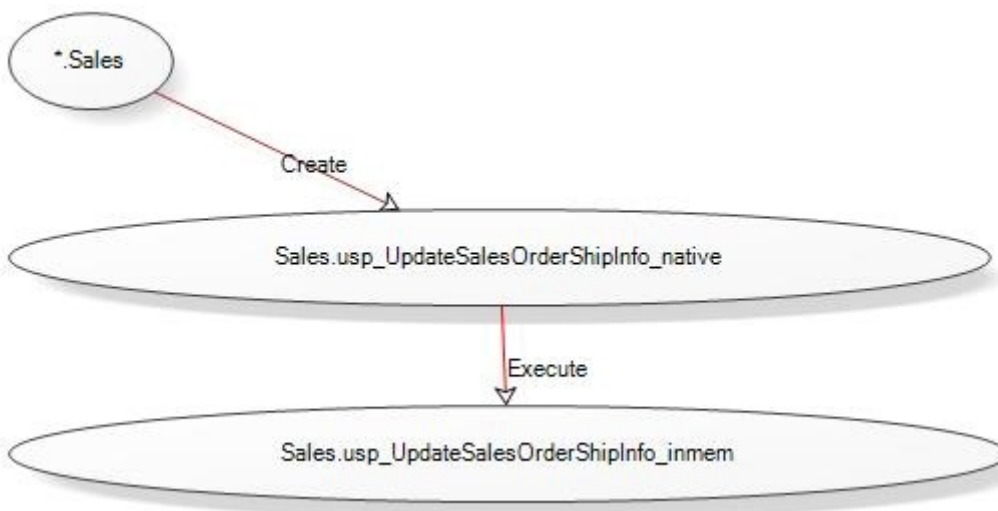 *.Sales
Create
Sales.usp_UpdateSalesOrderShipInfo_native
Execute
Sales.usp_UpdateSalesOrderShipInfo_inmem